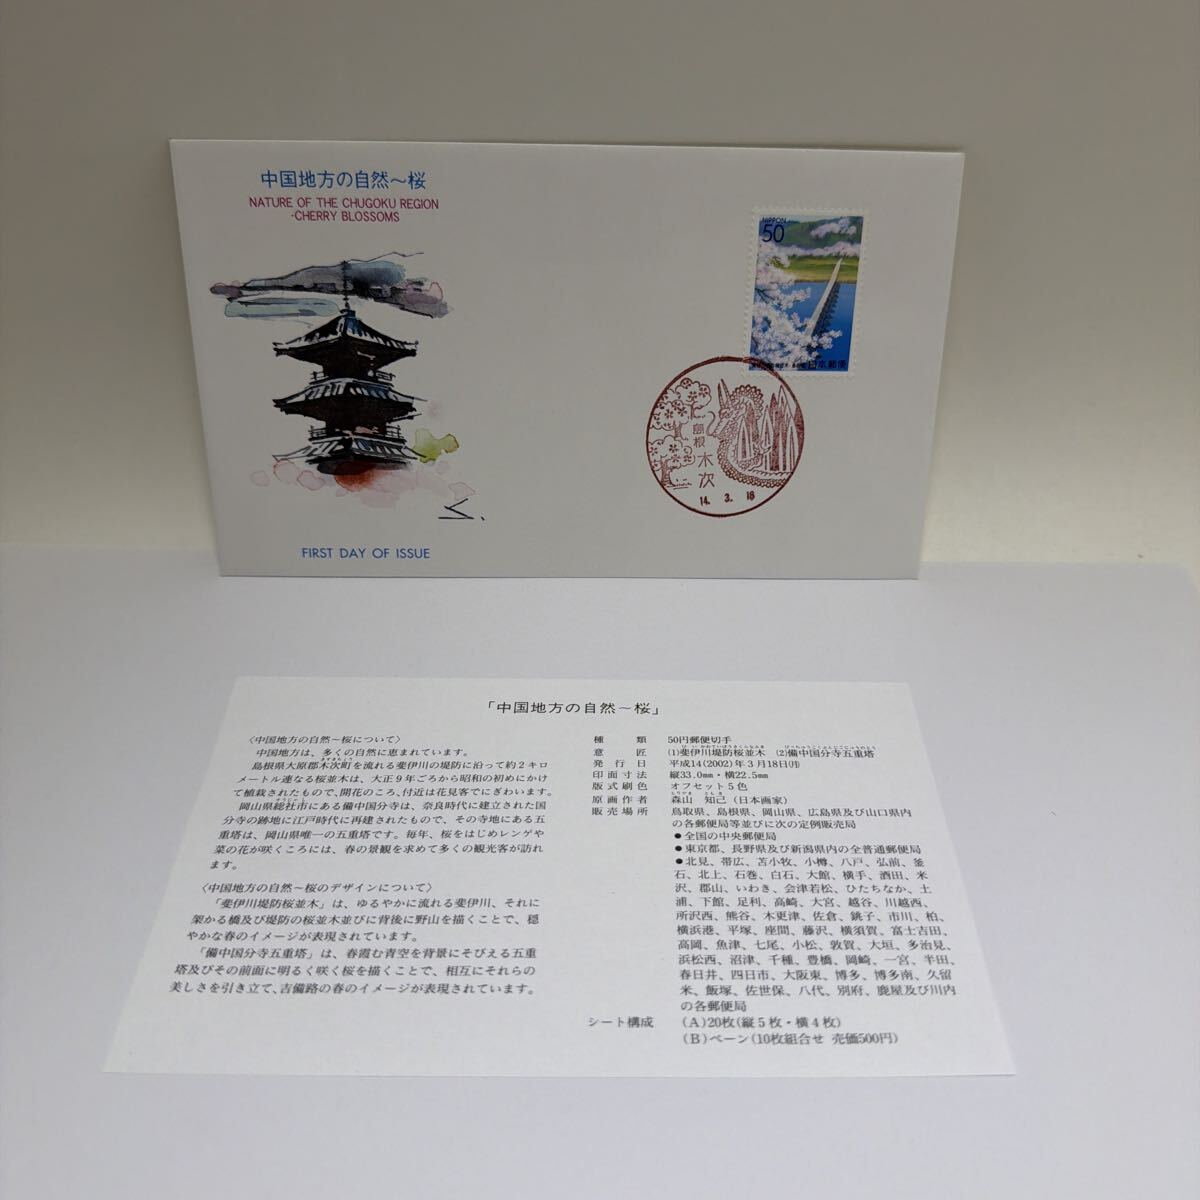 中国地方の自然～桜
NATURE OF THE CHUGOKU REGION
-CHERRY BLOSSOMS
NIPPON
50
日本郵便
島根
木次
14. 3. 18
S.
FIRST DAY OF ISSUE
「中国地方の自然～桜」
〈中国地方の自然～桜について〉
中国地方は、多くの自然に恵まれています。
島根県大原郡木次町を流れる斐伊川の堤防に沿って約２キロ
メートル連なる桜並木は、大正９年ごろから昭和の初めにかけ
て植栽されたもので、開花のころ、付近は花見客でにぎわいます。
岡山県総社市にある備中国分寺は、奈良時代に建立された国
分寺の跡地に江戸時代に再建されたもので、その寺地にある五
重塔は、岡山県唯一の五重塔です。毎年、桜をはじめレンゲや
菜の花が咲くころには、春の景観を求めて多くの観光客が訪れ
ます。
〈中国地方の自然～桜のデザインについて〉
「斐伊川堤防桜並木」は、ゆるやかに流れる斐伊川、それに
架かる橋及び堤防の桜並木並びに背後に野山を描くことで、穏
やかな春のイメージが表現されています。
「備中国分寺五重塔」は、春霞む青空を背景にそびえる五重
塔及びその前面に明るく咲く桜を描くことで、相互にそれらの
美しさを引き立て、吉備路の春のイメージが表現されています。
種類 50円郵便切手
意匠 (1)斐伊川堤防桜並木 (2)備中国分寺五重塔
発行日 平成14(2002)年３月18日(月)
印面寸法 縦33.0mm・横22.5mm
版式刷色 オフセット５色
原画作者 森山 知己（日本画家）
販売場所 鳥取県、島根県、岡山県、広島県及び山口県内
の各郵便局等並びに次の定例販売局
●全国の中央郵便局
●東京都、長野県及び新潟県内の全普通郵便局
●北見、帯広、苫小牧、小樽、八戸、弘前、釜
石、北上、石巻、白石、大館、横手、酒田、米
沢、郡山、いわき、会津若松、ひたちなか、土
浦、下館、足利、高崎、大宮、越谷、川越西、
所沢西、熊谷、木更津、佐倉、銚子、市川、柏、
横浜港、平塚、座間、藤沢、横須賀、富士吉田、
高岡、魚津、七尾、小松、敦賀、大垣、多治見、
浜松西、沼津、千種、豊橋、岡崎、一宮、半田、
春日井、四日市、大阪東、博多、博多南、久留
米、飯塚、佐世保、八代、別府、鹿屋及び川内
の各郵便局
シート構成 (A)20枚(縦５枚・横４枚)
(B)ペーン(10枚組合せ 売価500円)